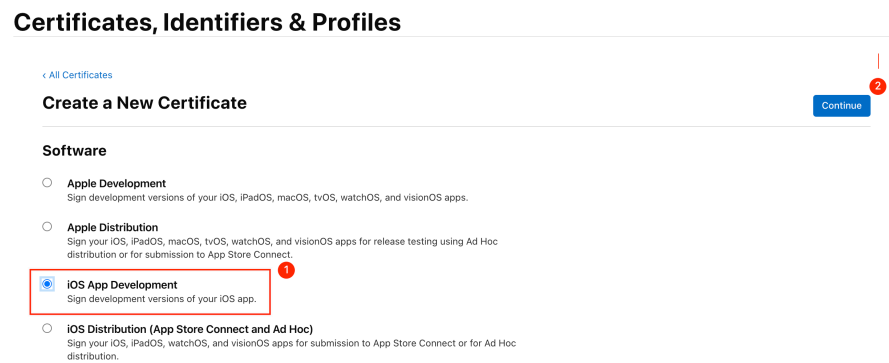 Certificates, Identifiers & Profiles
‹ All Certificates
Create a New Certificate
2
Continue
Software
Apple Development
Sign development versions of your iOS, iPadOS, macOS, tvOS, watchOS, and visionOS apps.
Apple Distribution
Sign your iOS, iPadOS, macOS, tvOS, watchOS, and visionOS apps for release testing using Ad Hoc
distribution or for submission to App Store Connect.
1
iOS App Development
Sign development versions of your iOS app.
iOS Distribution (App Store Connect and Ad Hoc)
Sign your iOS, iPadOS, watchOS, and visionOS apps for submission to App Store Connect or for Ad Hoc
distribution.